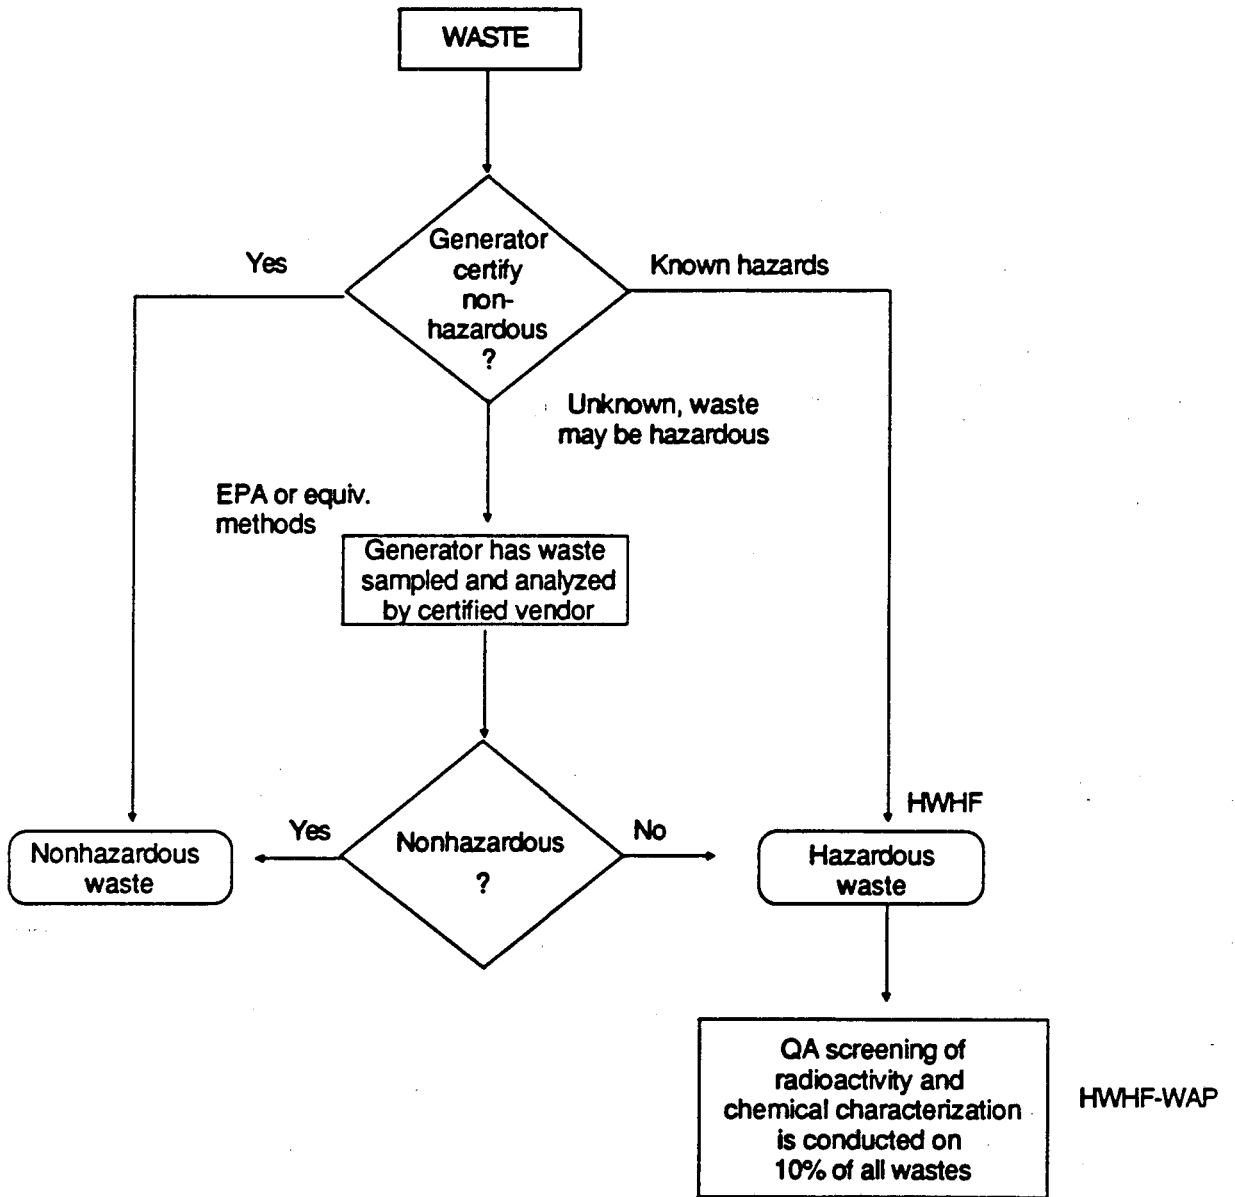 WASTE
Generator
certify
non-
hazardous
?
Yes
Known hazards
Unknown, waste
may be hazardous
EPA or equiv.
methods
Generator has waste
sampled and analyzed
by certified vendor
HWHF
Nonhazardous
waste
Yes
Nonhazardous
?
No
Hazardous
waste
QA screening of
radioactivity and
chemical characterization
is conducted on
10% of all wastes
HWHF-WAP